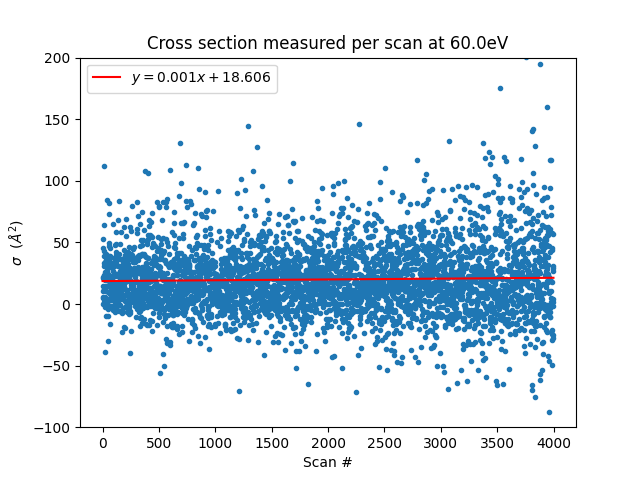 Cross section measured per scan at 60.0eV
y = 0.001x + 18.606
200
150
100
50
0
−50
−100
σ (Å²)
0 500 1000 1500 2000 2500 3000 3500 4000
Scan #